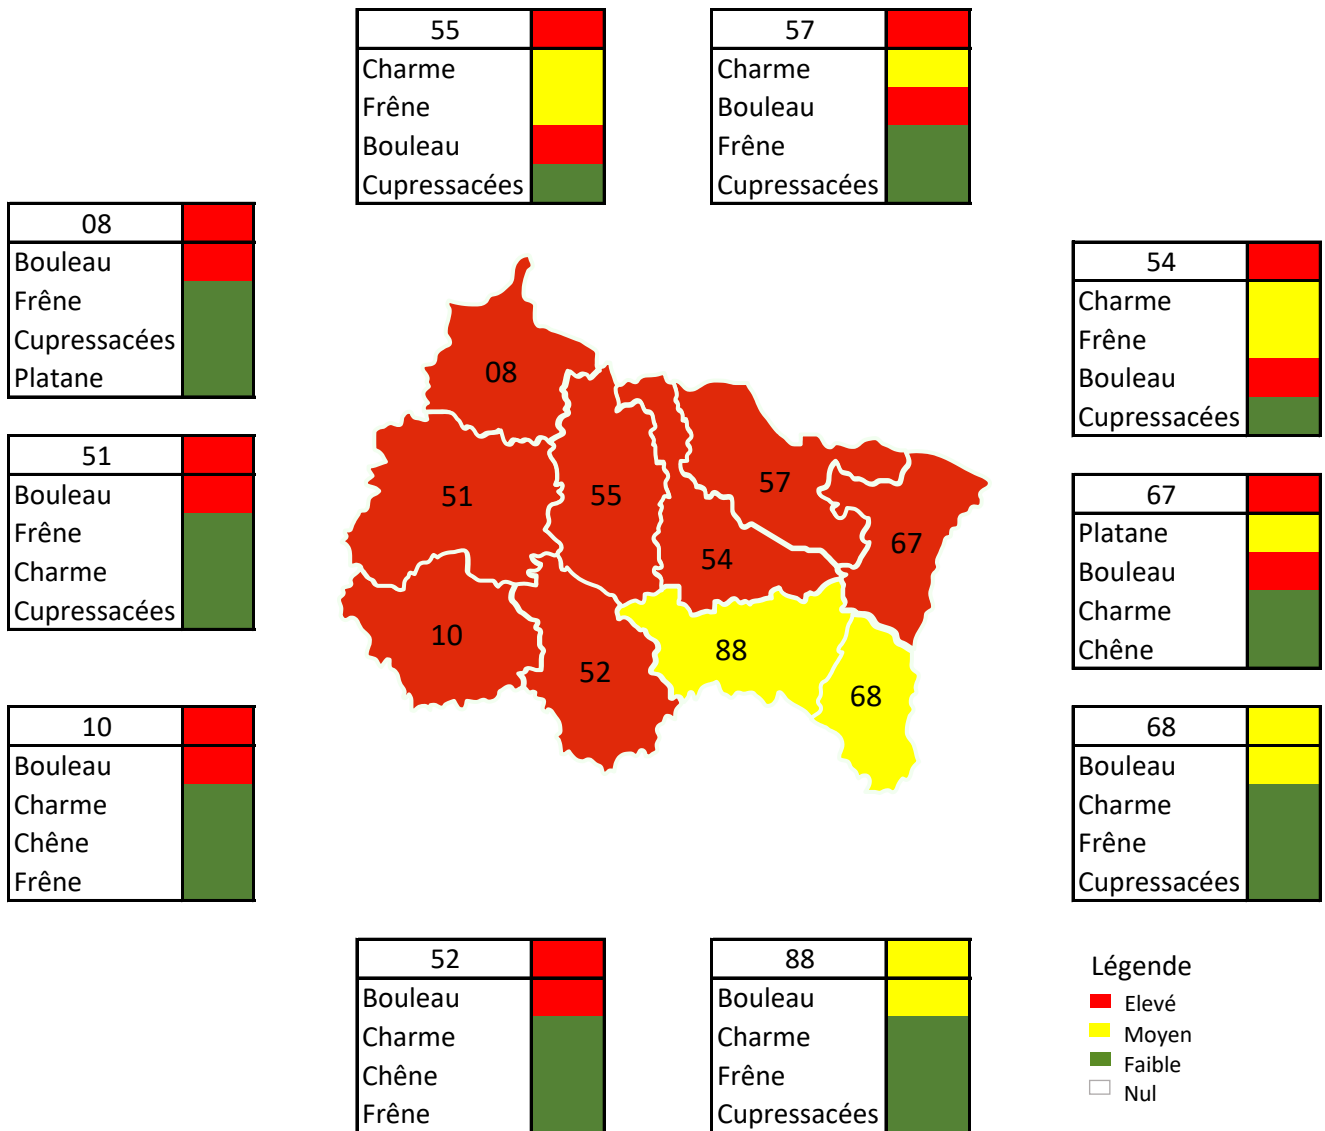 55
Charme
Frêne
Bouleau
Cupressacées
57
Charme
Bouleau
Frêne
Cupressacées
08
Bouleau
Frêne
Cupressacées
Platane
54
Charme
Frêne
Bouleau
Cupressacées
51
Bouleau
Frêne
Charme
Cupressacées
67
Platane
Bouleau
Charme
Chêne
08
51
55
57
54
67
10
52
88
68
10
Bouleau
Charme
Chêne
Frêne
68
Bouleau
Charme
Frêne
Cupressacées
52
Bouleau
Charme
Chêne
Frêne
88
Bouleau
Charme
Frêne
Cupressacées
Légende
Elevé
Moyen
Faible
Nul